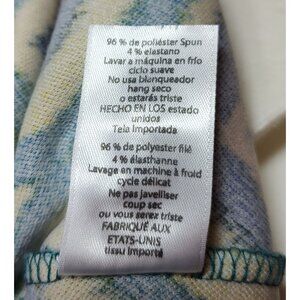 96 % de poliéster Spun
4 % elastano
Lavar a máquina en frío
ciclo suave
No usa blanqueador
hang seco
o estarás triste
HECHO EN LOS estado
unidos
Tela Importada
96 % de polyester filé
4 % élasthanne
Lavage en machine à froid
cycle délicat
Ne pas javelliser
coup sec
ou vous serez triste
FABRIQUÉ AUX
ETATS-UNIS
tissu importé